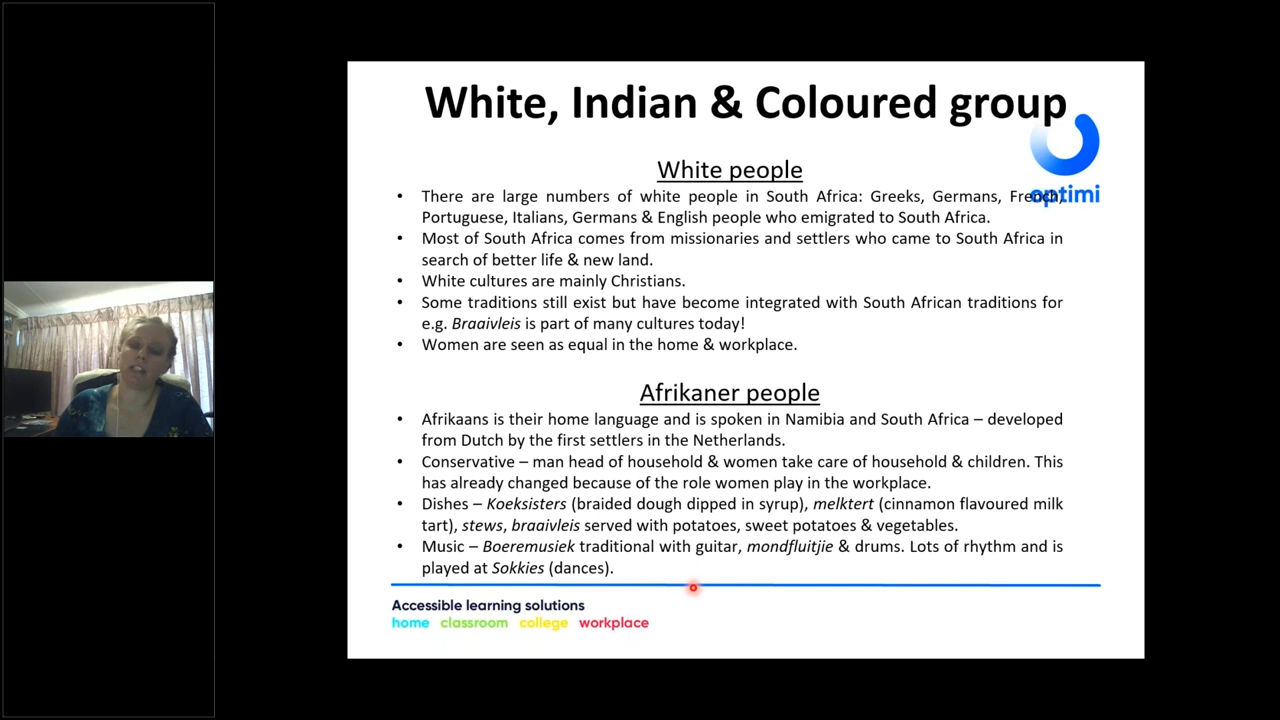 White, Indian & Coloured group
optimi
White people
• There are large numbers of white people in South Africa: Greeks, Germans, French,
Portuguese, Italians, Germans & English people who emigrated to South Africa.
• Most of South Africa comes from missionaries and settlers who came to South Africa in
search of better life & new land.
• White cultures are mainly Christians.
• Some traditions still exist but have become integrated with South African traditions for
e.g. Braaivleis is part of many cultures today!
• Women are seen as equal in the home & workplace.
Afrikaner people
• Afrikaans is their home language and is spoken in Namibia and South Africa – developed
from Dutch by the first settlers in the Netherlands.
• Conservative – man head of household & women take care of household & children. This
has already changed because of the role women play in the workplace.
• Dishes – Koeksisters (braided dough dipped in syrup), melktert (cinnamon flavoured milk
tart), stews, braaivleis served with potatoes, sweet potatoes & vegetables.
• Music – Boeremusiek traditional with guitar, mondfluitjie & drums. Lots of rhythm and is
played at Sokkies (dances).
Accessible learning solutions
home classroom college workplace